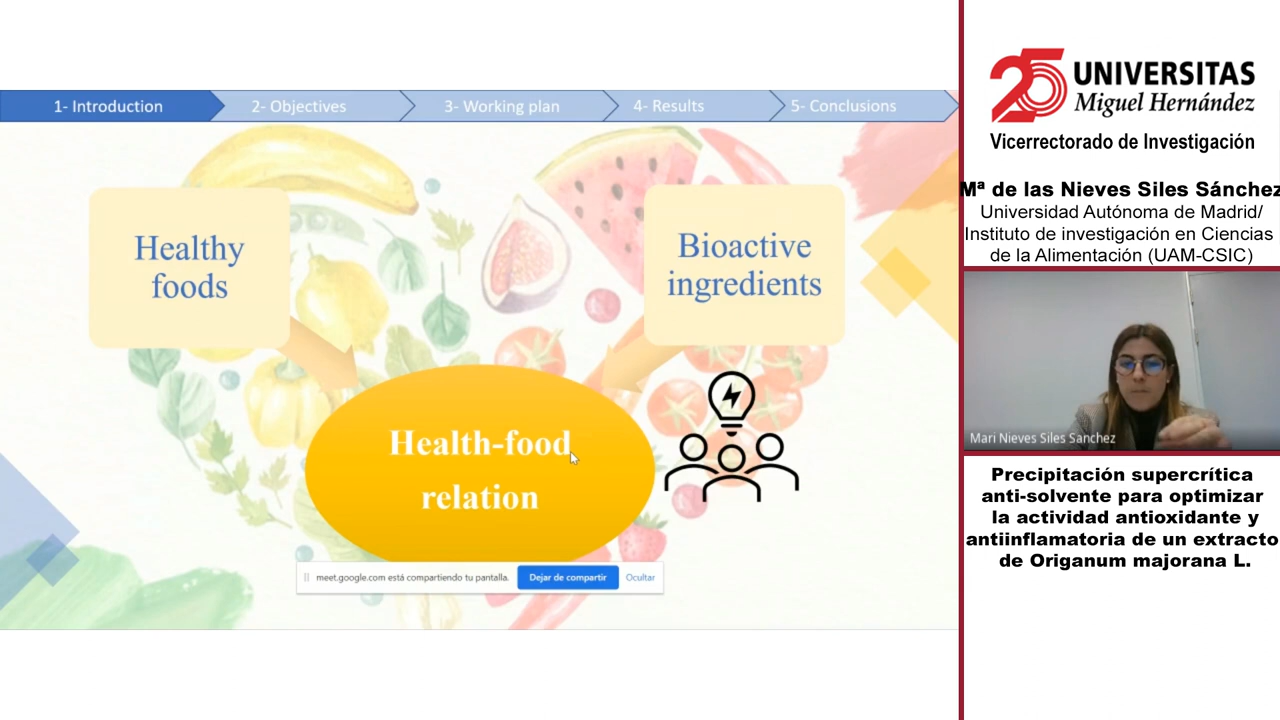 1- Introduction
2- Objectives
3- Working plan
4- Results
5- Conclusions
Healthy
foods
Bioactive
ingredients
Health-food
relation
meet.google.com está compartiendo tu pantalla.
Dejar de compartir
Ocultar
25 UNIVERSITAS
Miguel Hernández
Vicerrectorado de Investigación
Mª de las Nieves Siles Sánchez
Universidad Autónoma de Madrid/
Instituto de investigación en Ciencias
de la Alimentación (UAM-CSIC)
Mari Nieves Siles Sanchez
Precipitación supercrítica
anti-solvente para optimizar
la actividad antioxidante y
antiinflamatoria de un extracto
de Origanum majorana L.